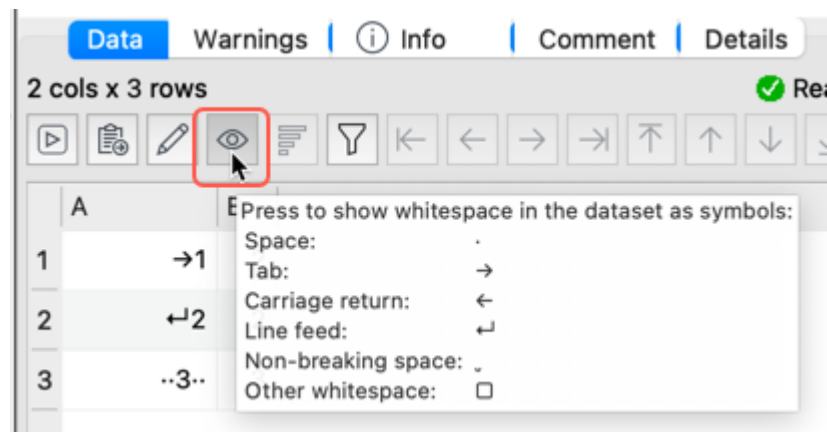 Data Warnings Info Comment Details
2 cols x 3 rows
A
Press to show whitespace in the dataset as symbols:
Space: ·
Tab: →
Carriage return: ←
Line feed: ↵
Non-breaking space: ˬ
Other whitespace: □
1 →1
2 ↵2
3 ··3··